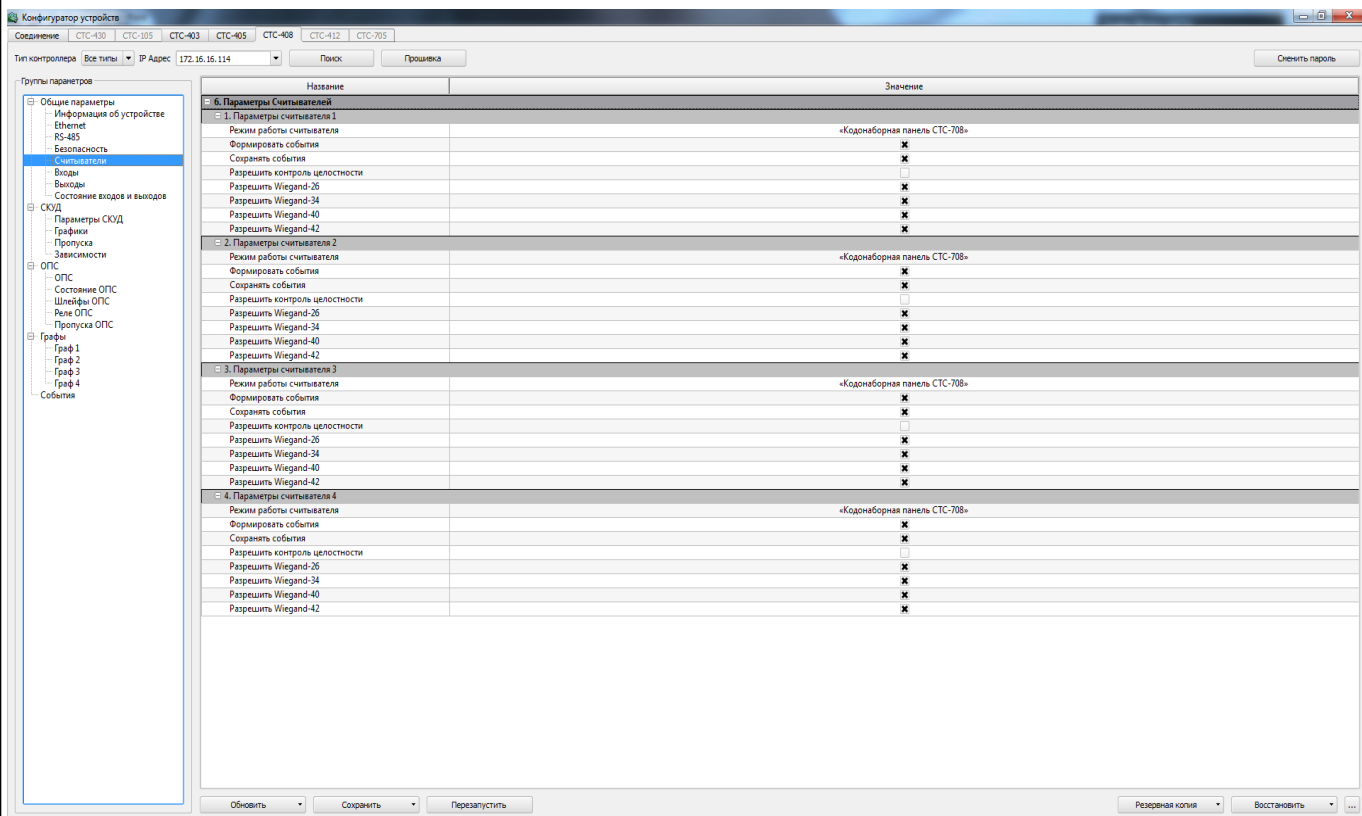 Конфигуратор устройств
Соединение СТС-430 СТС-105 СТС-403 СТС-405 СТС-408 СТС-412 СТС-705
Тип контроллера Все типы IP Адрес 172.16.16.114 Поиск Прошивка Сменить пароль
Группы параметров
Общие параметры
Информация об устройстве
Ethernet
RS-485
Безопасность
Считыватели
Входы
Выходы
Состояние входов и выходов
СКУД
Параметры СКУД
Графики
Пропуска
Зависимости
ОПС
ОПС
Состояние ОПС
Шлейфы ОПС
Реле ОПС
Пропуска ОПС
Графы
Граф 1
Граф 2
Граф 3
Граф 4
События
Название Значение
6. Параметры Считывателей
1. Параметры считывателя 1
Режим работы считывателя «Кодонаборная панель СТС-708»
Формировать события
Сохранять события
Разрешить контроль целостности
Разрешить Wiegand-26
Разрешить Wiegand-34
Разрешить Wiegand-40
Разрешить Wiegand-42
2. Параметры считывателя 2
Режим работы считывателя «Кодонаборная панель СТС-708»
Формировать события
Сохранять события
Разрешить контроль целостности
Разрешить Wiegand-26
Разрешить Wiegand-34
Разрешить Wiegand-40
Разрешить Wiegand-42
3. Параметры считывателя 3
Режим работы считывателя «Кодонаборная панель СТС-708»
Формировать события
Сохранять события
Разрешить контроль целостности
Разрешить Wiegand-26
Разрешить Wiegand-34
Разрешить Wiegand-40
Разрешить Wiegand-42
4. Параметры считывателя 4
Режим работы считывателя «Кодонаборная панель СТС-708»
Формировать события
Сохранять события
Разрешить контроль целостности
Разрешить Wiegand-26
Разрешить Wiegand-34
Разрешить Wiegand-40
Разрешить Wiegand-42
Обновить Сохранить Перезапустить Резервная копия Восстановить ...